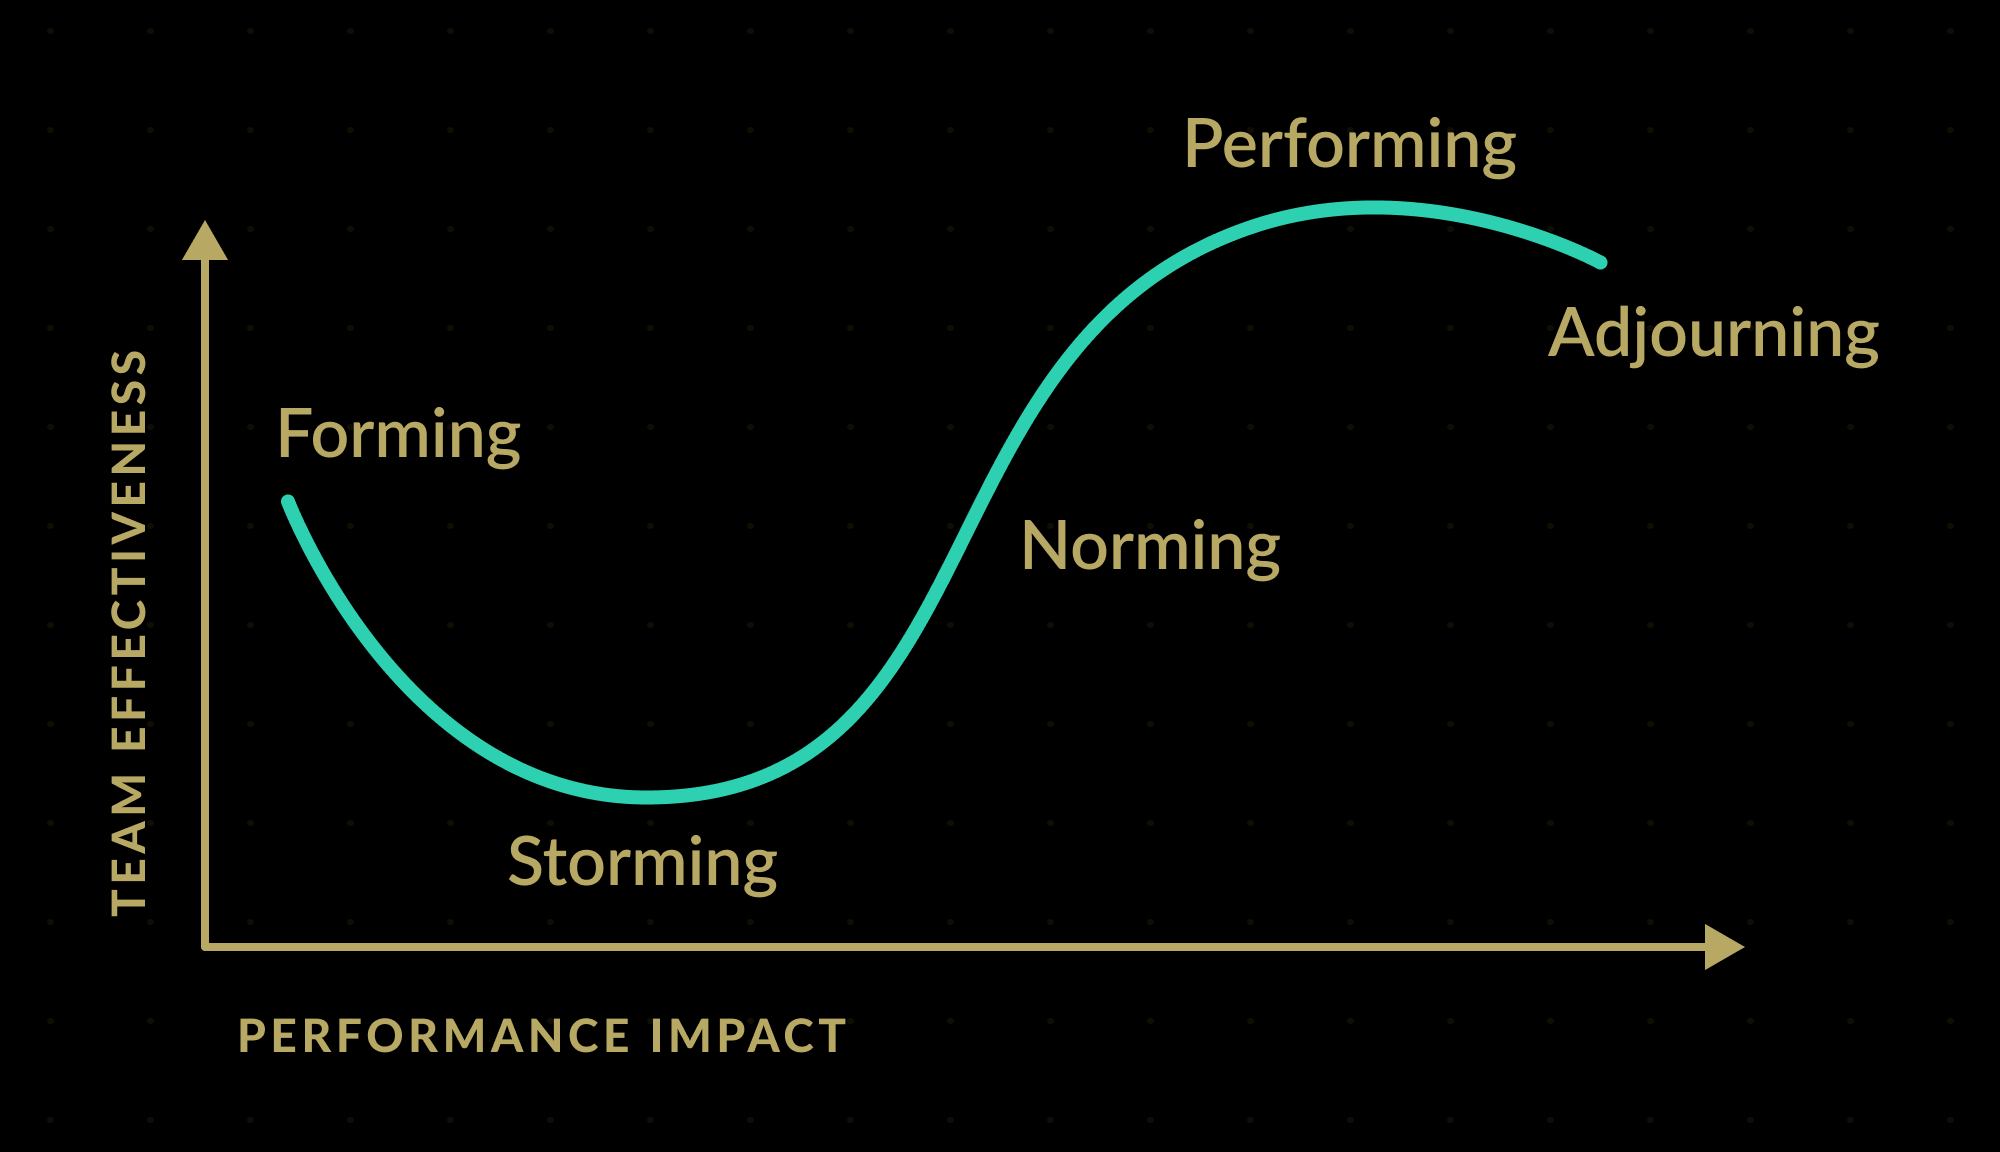 Performing
Adjourning
Forming
Norming
Storming
TEAM EFFECTIVENESS
PERFORMANCE IMPACT